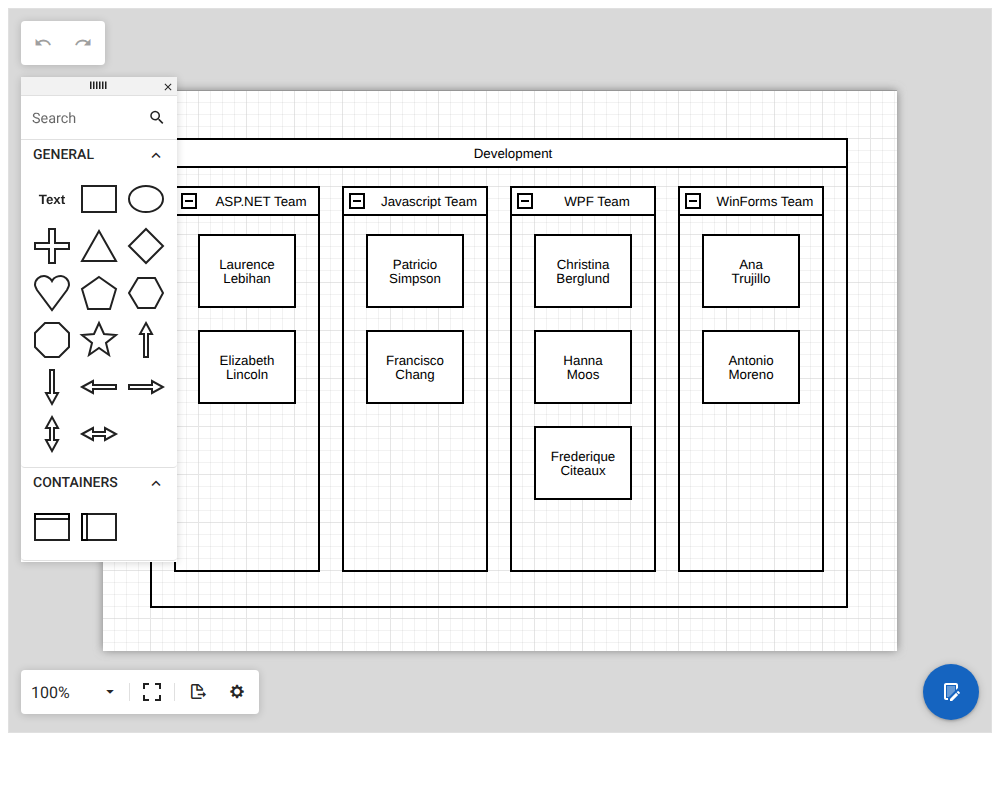 Search
GENERAL
Text
CONTAINERS
Development
ASP.NET Team
Laurence
Lebihan
Elizabeth
Lincoln
Javascript Team
Patricio
Simpson
Francisco
Chang
WPF Team
Christina
Berglund
Hanna
Moos
Frederique
Citeaux
WinForms Team
Ana
Trujillo
Antonio
Moreno
100%